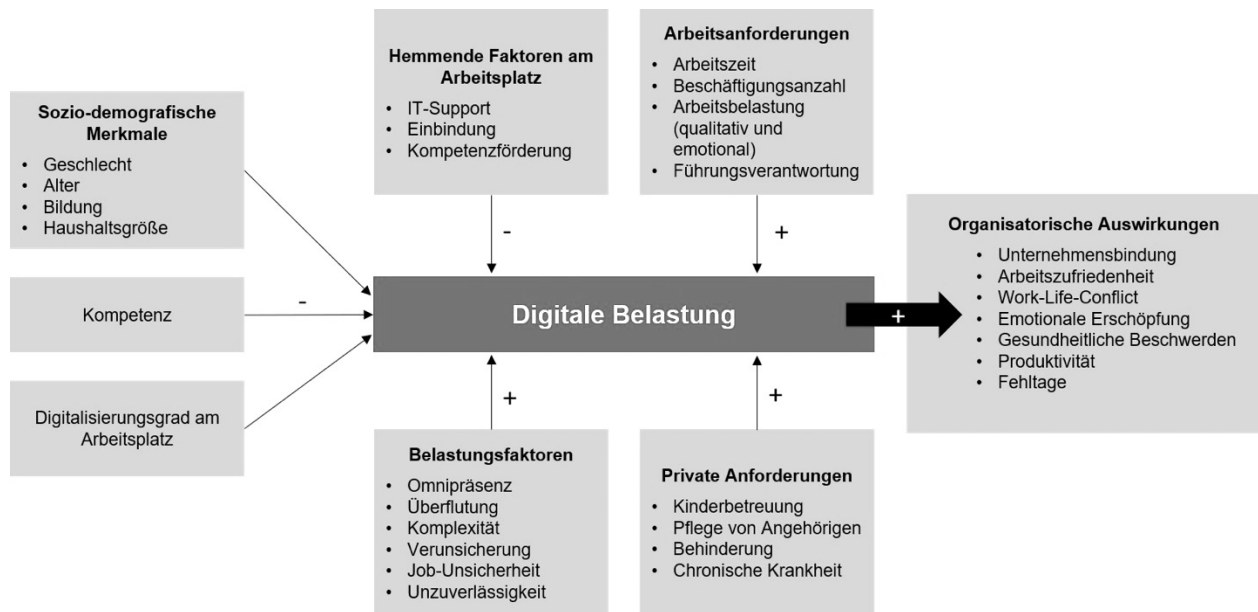 Sozio-demografische
Merkmale
• Geschlecht
• Alter
• Bildung
• Haushaltsgröße
Kompetenz
Digitalisierungsgrad am
Arbeitsplatz
-
Hemmende Faktoren am
Arbeitsplatz
• IT-Support
• Einbindung
• Kompetenzförderung
-
Arbeitsanforderungen
• Arbeitszeit
• Beschäftigungsanzahl
• Arbeitsbelastung
(qualitativ und
emotional)
• Führungsverantwortung
+
Digitale Belastung
+
+
Belastungsfaktoren
• Omnipräsenz
• Überflutung
• Komplexität
• Verunsicherung
• Job-Unsicherheit
• Unzuverlässigkeit
+
Private Anforderungen
• Kinderbetreuung
• Pflege von Angehörigen
• Behinderung
• Chronische Krankheit
Organisatorische Auswirkungen
• Unternehmensbindung
• Arbeitszufriedenheit
• Work-Life-Conflict
• Emotionale Erschöpfung
• Gesundheitliche Beschwerden
• Produktivität
• Fehltage